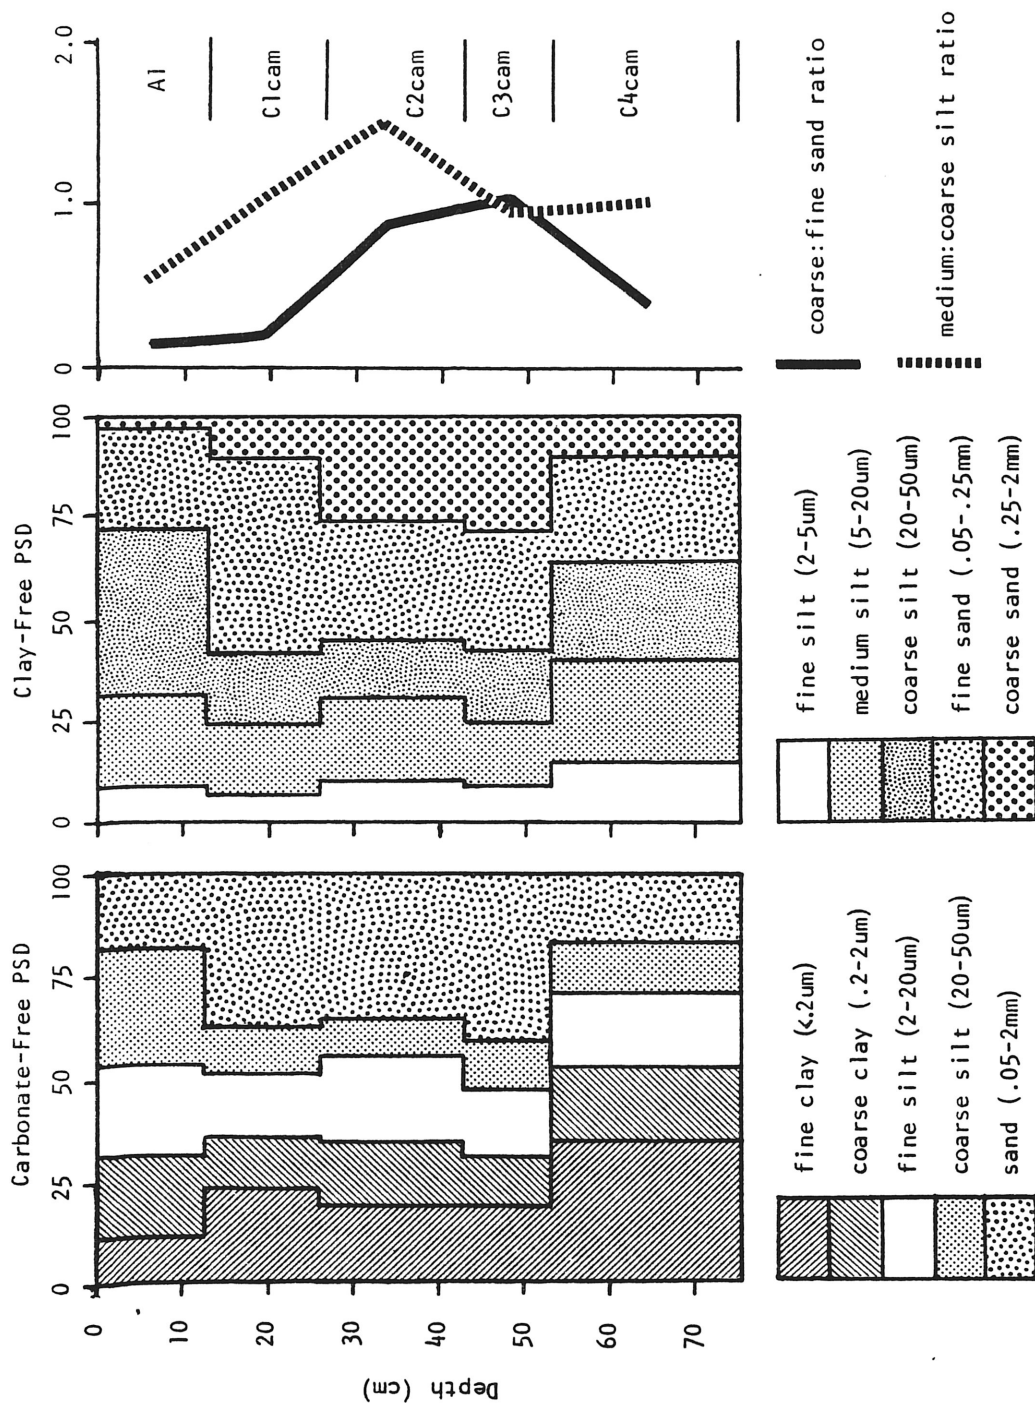 Carbonate-Free PSD
Clay-Free PSD
0 25 50 75 100
0 25 50 75 100
0 1.0 2.0
Depth (cm)
0
10
20
30
40
50
60
70
A1
C1cam
C2cam
C3cam
C4cam
fine clay (<.2um)
coarse clay (.2-2um)
fine silt (2-20um)
coarse silt (20-50um)
sand (.05-2mm)
fine silt (2-5um)
medium silt (5-20um)
coarse silt (20-50um)
fine sand (.05-.25mm)
coarse sand (.25-2mm)
coarse:fine sand ratio
medium:coarse silt ratio